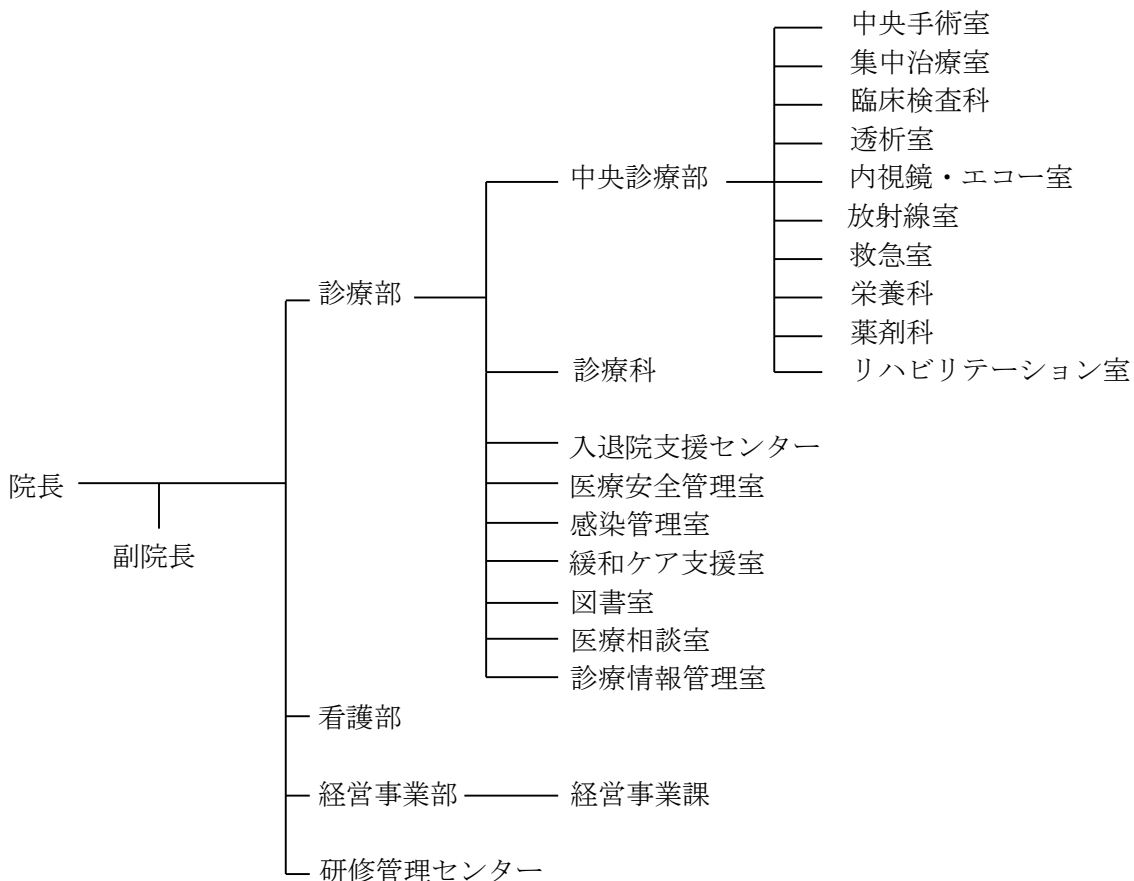 中央手術室
集中治療室
臨床検査科
透析室
中央診療部
内視鏡・エコー室
放射線室
救急室
診療部
栄養科
薬剤科
診療科
リハビリテーション室
入退院支援センター
院長
医療安全管理室
感染管理室
副院長
緩和ケア支援室
図書室
医療相談室
診療情報管理室
看護部
経営事業部
経営事業課
研修管理センター